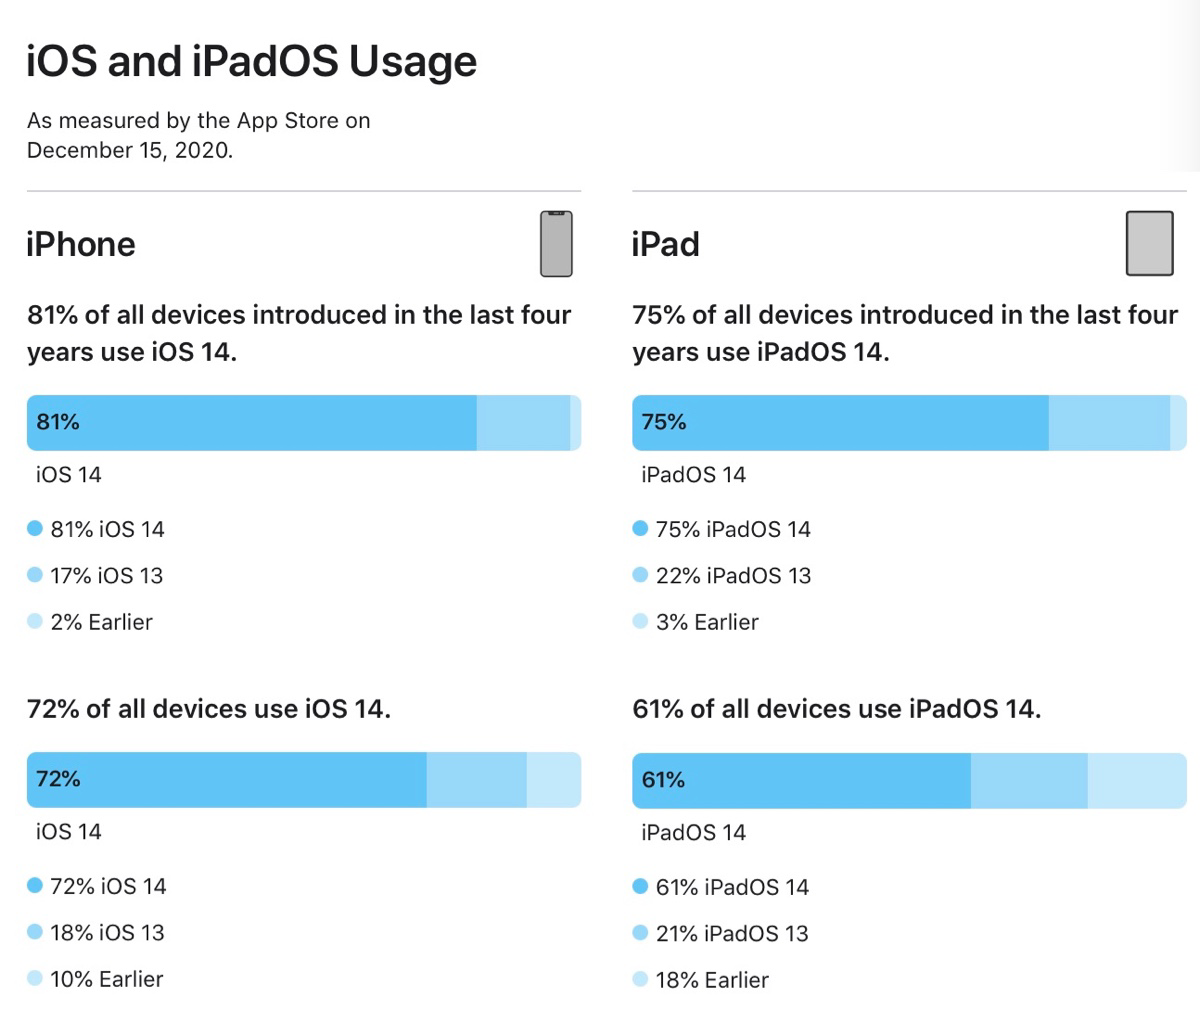 iOS and iPadOS Usage
As measured by the App Store on
December 15, 2020.
iPhone
81% of all devices introduced in the last four
years use iOS 14.
81%
iOS 14
81% iOS 14
17% iOS 13
2% Earlier
72% of all devices use iOS 14.
72%
iOS 14
72% iOS 14
18% iOS 13
10% Earlier
iPad
75% of all devices introduced in the last four
years use iPadOS 14.
75%
iPadOS 14
75% iPadOS 14
22% iPadOS 13
3% Earlier
61% of all devices use iPadOS 14.
61%
iPadOS 14
61% iPadOS 14
21% iPadOS 13
18% Earlier